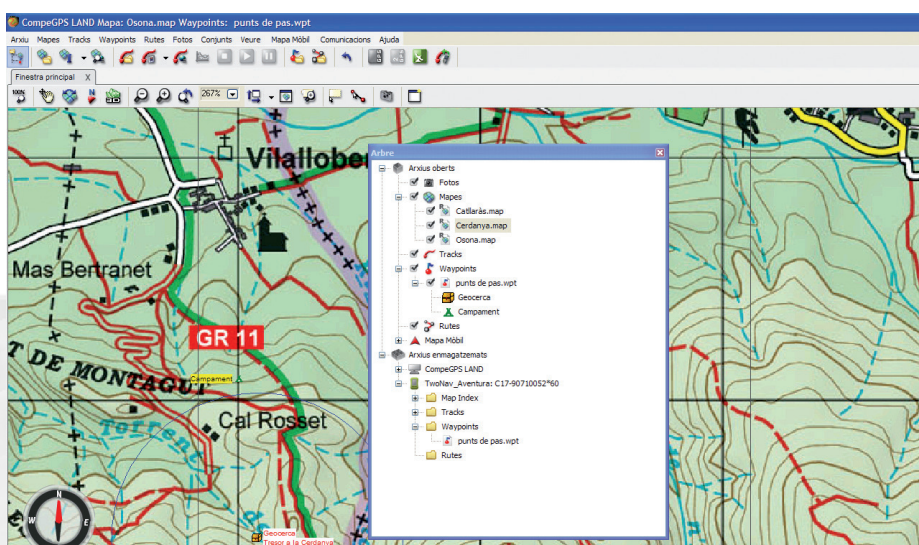 CompeGPS LAND Mapa: Osona.map Waypoints: punts de pas.wpt
Arxiu Mapes Tracks Waypoints Rutes Fotos Conjunts Veure Mapa Mòbil Comunicacions Ajuda
Finestra principal X
100% 267%
Arbre
Arxius oberts
Fotos
Mapes
Catllaràs.map
Cerdanya.map
Osona.map
Tracks
Waypoints
punts de pas.wpt
Geocerca
Campament
Rutes
Mapa Mòbil
Arxius enmagatzemats
CompeGPS LAND
TwoNav_Aventura: C17-90710052*60
Map Index
Tracks
Waypoints
punts de pas.wpt
Rutes
Vilallobe
Mas Bertranet
GR 11
T DE MONTAGUT
Campament
Cal Rosset
Torrent
de
N
W E
Geocerca
Tresor a la Cerdanya